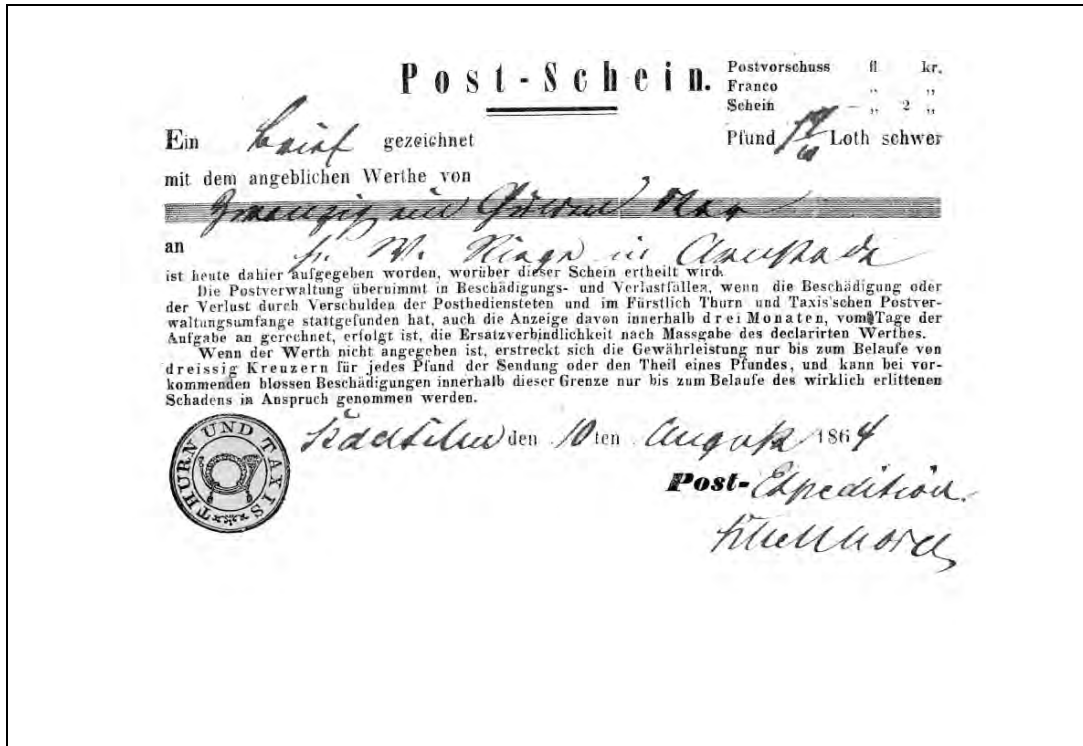 Post-Schein.
Postvorschuss fl kr.
Franco „ „
Schein — „ 2 „
Ein Brief gezeichnet
Pfund Loth schwer
mit dem angeblichen Werthe von
Zwanzig ein Gulden
an H. W. in Arnstadt
ist heute dahier aufgegeben worden, worüber dieser Schein ertheilt wird.
Die Postverwaltung übernimmt in Beschädigungs- und Verlustfallen, wenn die Beschädigung oder
der Verlust durch Verschulden der Postbediensteten und im Fürstlich Thurn und Taxis'schen Postver-
waltungsumfange stattgefunden hat, auch die Anzeige davon innerhalb drei Monaten, vom Tage der
Aufgabe an gerechnet, erfolgt ist, die Ersatzverbindlichkeit nach Massgabe des declarirten Werthes.
Wenn der Werth nicht angegeben ist, erstreckt sich die Gewährleistung nur bis zum Belaufe von
dreissig Kreuzern für jedes Pfund der Sendung oder den Theil eines Pfundes, und kann bei vor-
kommenden blossen Beschädigungen innerhalb dieser Grenze nur bis zum Belaufe des wirklich erlittenen
Schadens in Anspruch genommen werden.
Stadtilm den 10ten August 1864
THURN UND TAXIS
Post-Expedition.